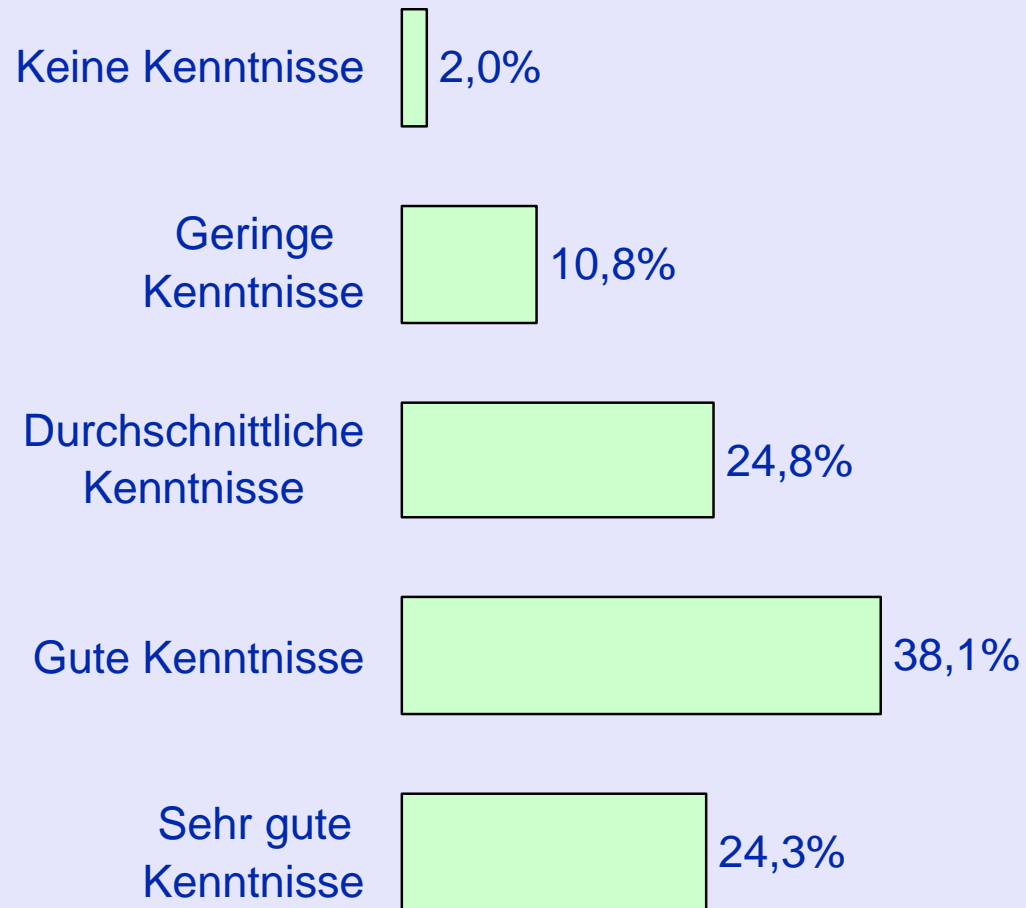 Keine Kenntnisse 2,0%
Geringe
Kenntnisse
10,8%
Durchschnittliche
Kenntnisse
24,8%
Gute Kenntnisse 38,1%
Sehr gute
Kenntnisse
24,3%